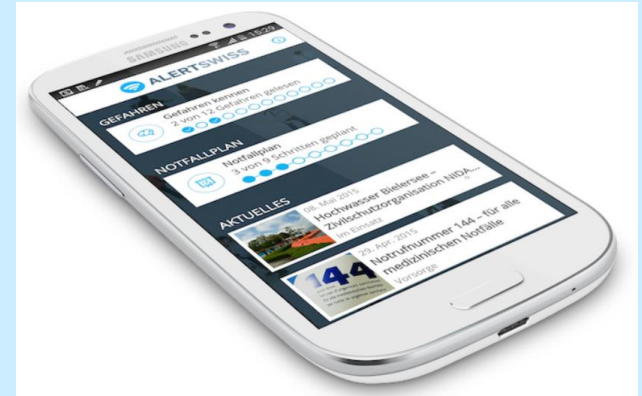 SAMSUNG
15:29
ALERTSWISS
GEFAHREN
Gefahren kennen
2 von 12 Gefahren gelesen
NOTFALLPLAN
Notfallplan
3 von 9 Schritten geplant
AKTUELLES
08. Mai 2015
Hochwasser Bielersee –
Zivilschutzorganisation NIDA....
Im Einsatz
29. Apr. 2015
Notrufnummer 144 – für alle
medizinischen Notfälle
Vorsorge
144